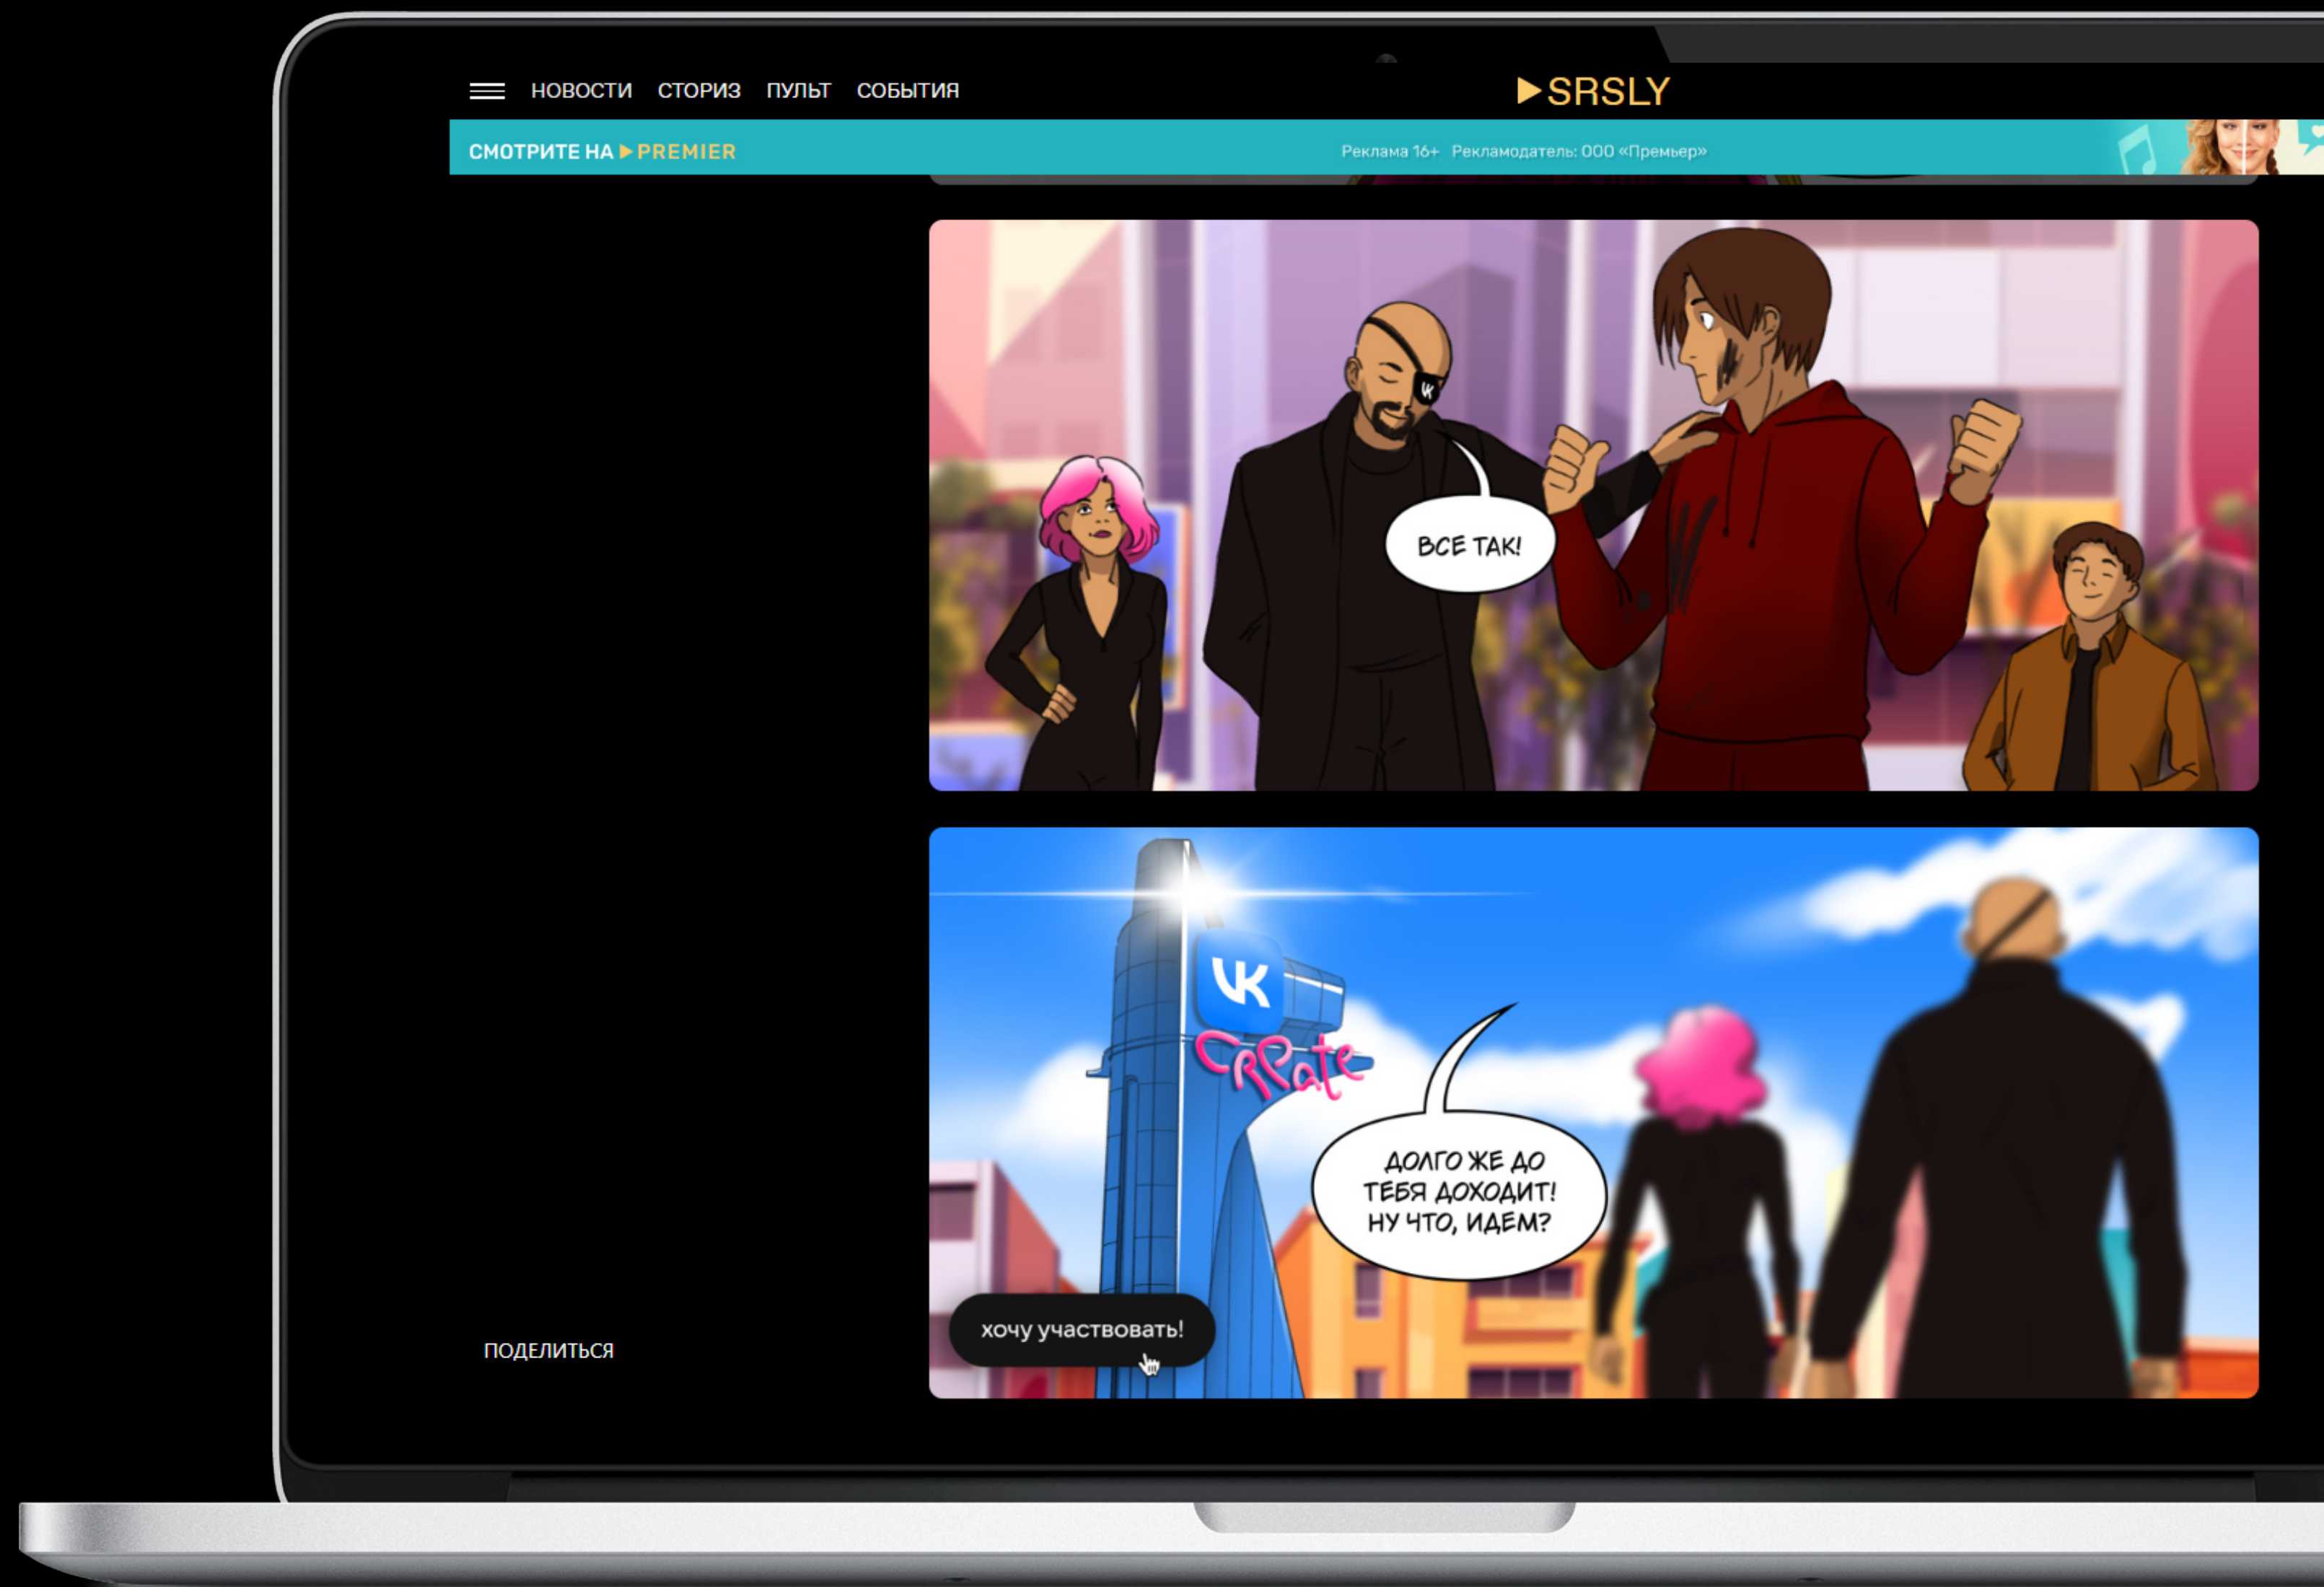 НОВОСТИ СТОРИЗ ПУЛЬТ СОБЫТИЯ
SRSLY
СМОТРИТЕ НА PREMIER
Реклама 16+ Рекламодатель: ООО «Премьер»
VK
ВСЕ ТАК!
VK
CREATE
ДОЛГО ЖЕ ДО
ТЕБЯ ДОХОДИТ!
НУ ЧТО, ИДЕМ?
хочу участвовать!
ПОДЕЛИТЬСЯ